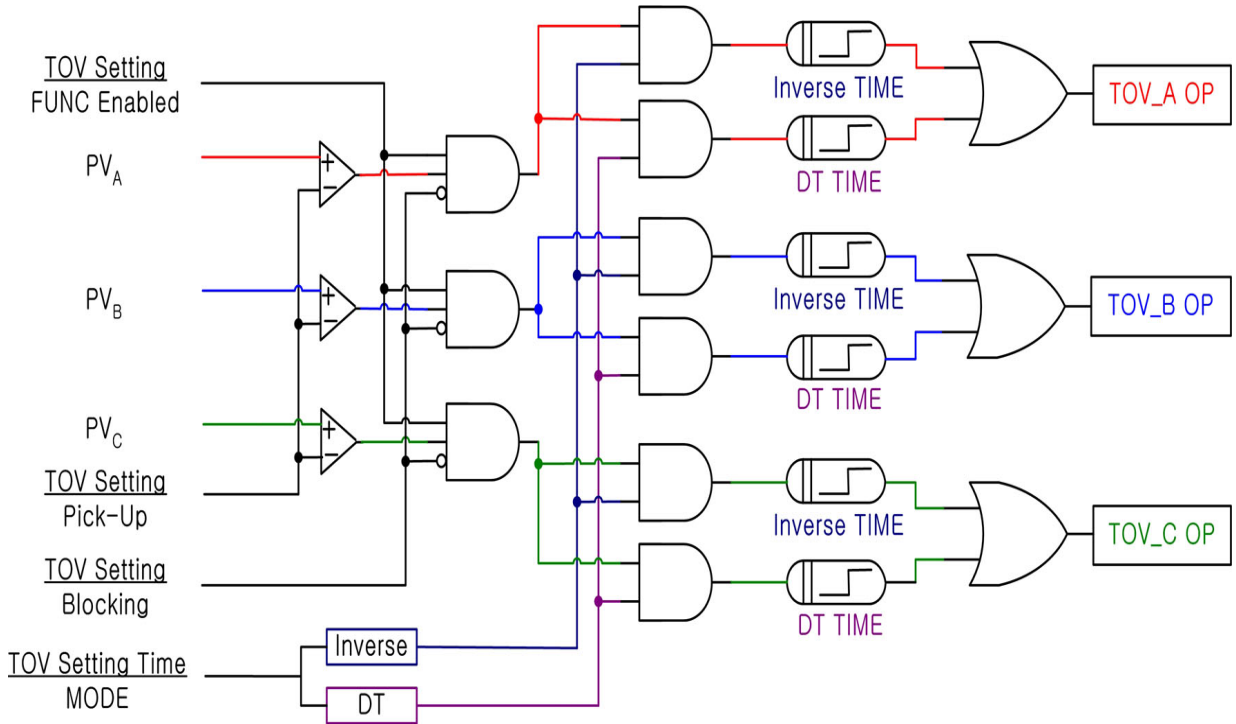 TOV Setting
FUNC Enabled
PVA
PVB
PVC
TOV Setting
Pick-Up
TOV Setting
Blocking
TOV Setting Time
MODE
Inverse
DT
+
−
+
−
+
−
Inverse TIME
DT TIME
Inverse TIME
DT TIME
Inverse TIME
DT TIME
TOV_A OP
TOV_B OP
TOV_C OP